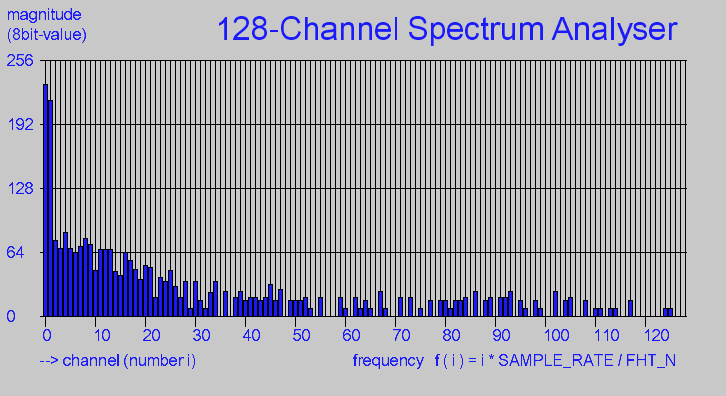 magnitude
(8bit-value)
128-Channel Spectrum Analyser
256
192
128
64
0
0 10 20 30 40 50 60 70 80 90 100 110 120
--> channel (number i)
frequency f ( i ) = i * SAMPLE_RATE / FHT_N